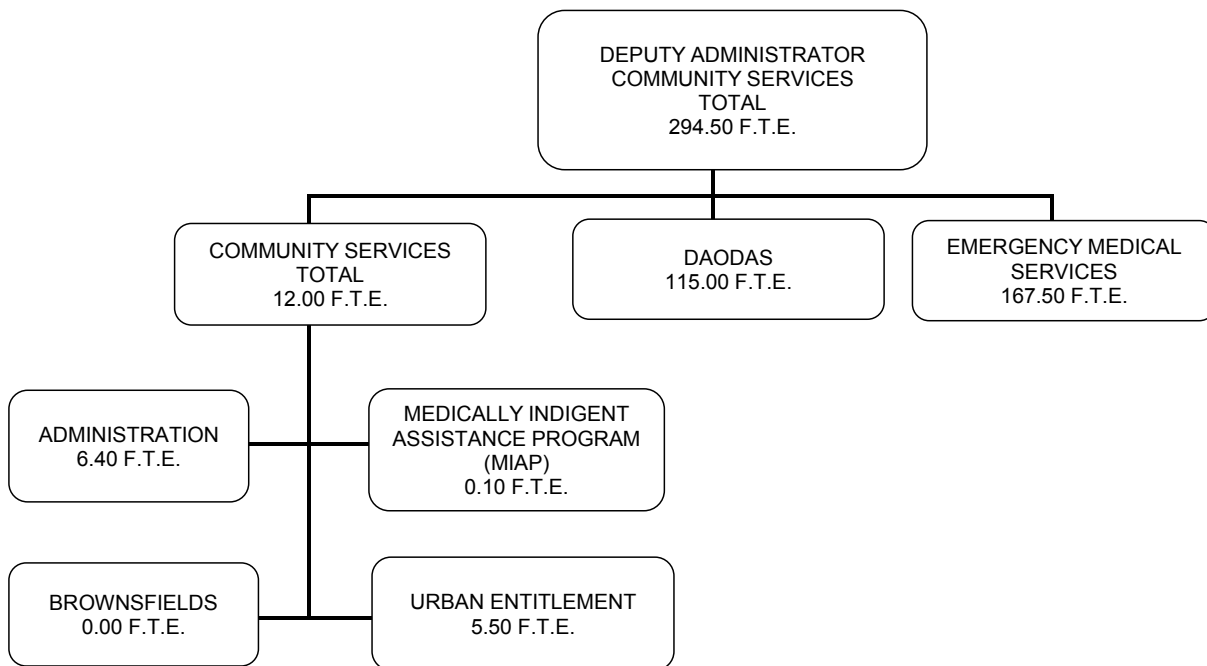 DEPUTY ADMINISTRATOR
COMMUNITY SERVICES
TOTAL
294.50 F.T.E.
COMMUNITY SERVICES
TOTAL
12.00 F.T.E.
DAODAS
115.00 F.T.E.
EMERGENCY MEDICAL
SERVICES
167.50 F.T.E.
ADMINISTRATION
6.40 F.T.E.
MEDICALLY INDIGENT
ASSISTANCE PROGRAM
(MIAP)
0.10 F.T.E.
BROWNSFIELDS
0.00 F.T.E.
URBAN ENTITLEMENT
5.50 F.T.E.